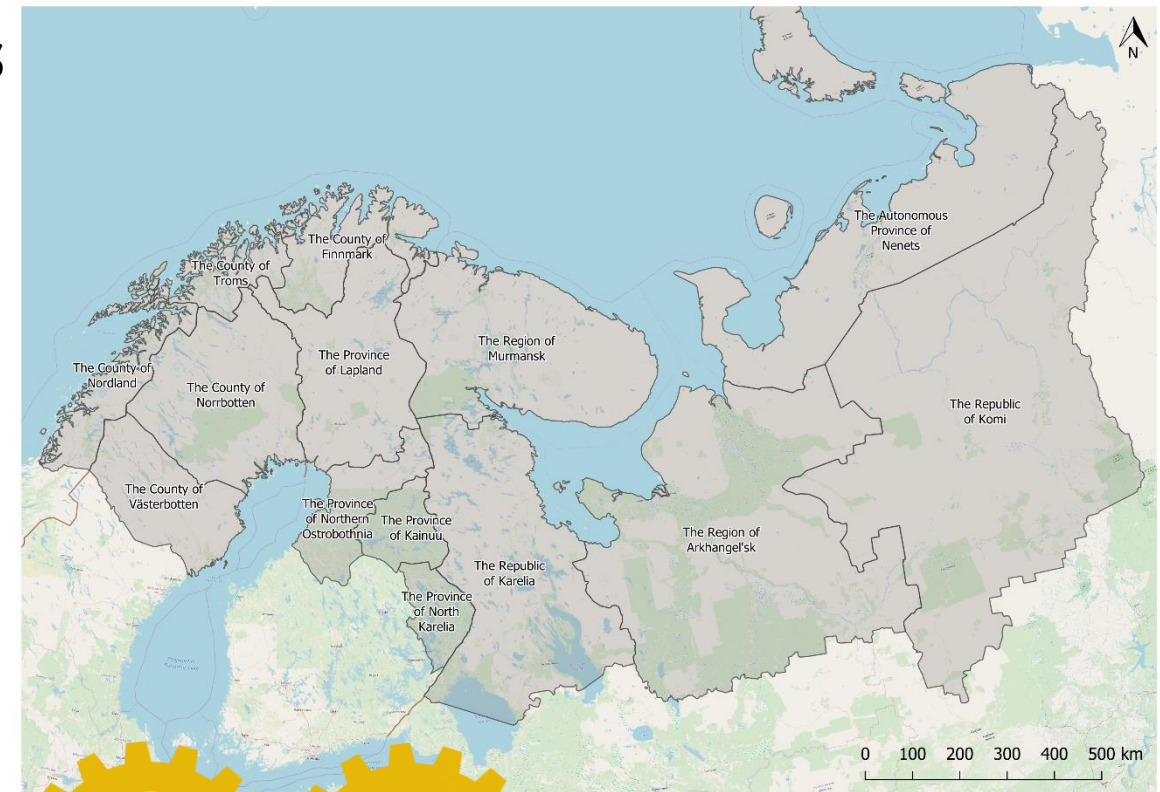 s
N
The County of
Finnmark
The County of
Troms
The Autonomous
Province of
Nenets
The Region of
Murmansk
The Province
of Lapland
The County of
Nordland
The County of
Norrbotten
The Republic
of Komi
The County of
Västerbotten
The Province
of Northern
Ostrobothnia
The Province
of Kainuu
The Region of
Arkhangel'sk
The Republic
of Karelia
The Province
of North
Karelia
0 100 200 300 400 500 km